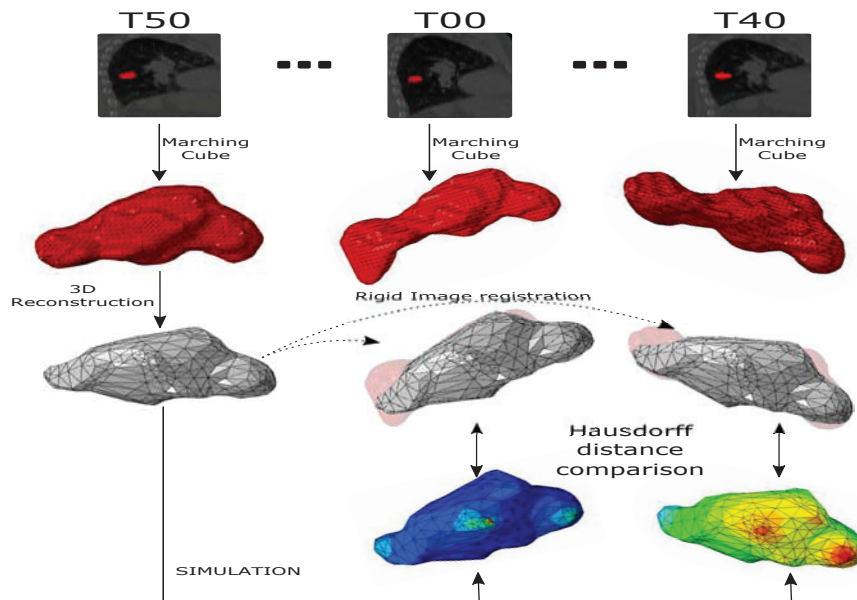 T50
T00
T40
Marching
Cube
Marching
Cube
Marching
Cube
3D
Reconstruction
Rigid Image registration
Hausdorff
distance
comparison
SIMULATION